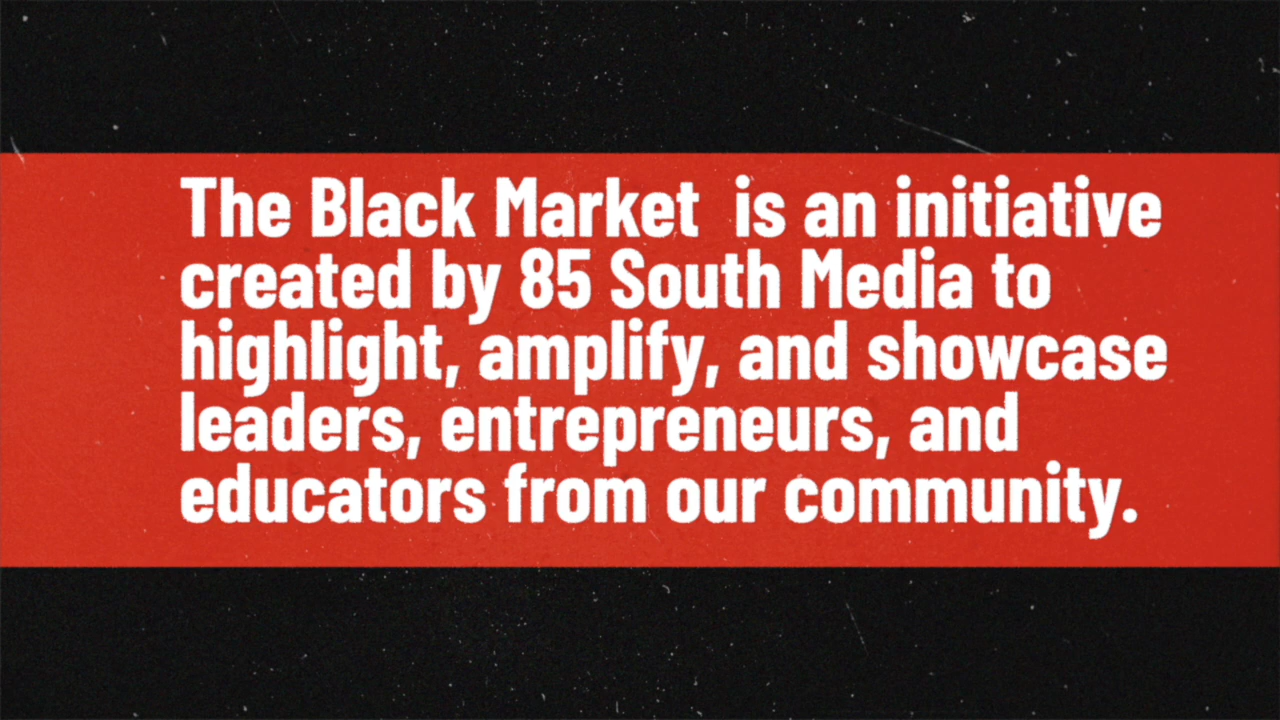 The Black Market  is an initiative
created by 85 South Media to
highlight, amplify, and showcase
leaders, entrepreneurs, and
educators from our community.